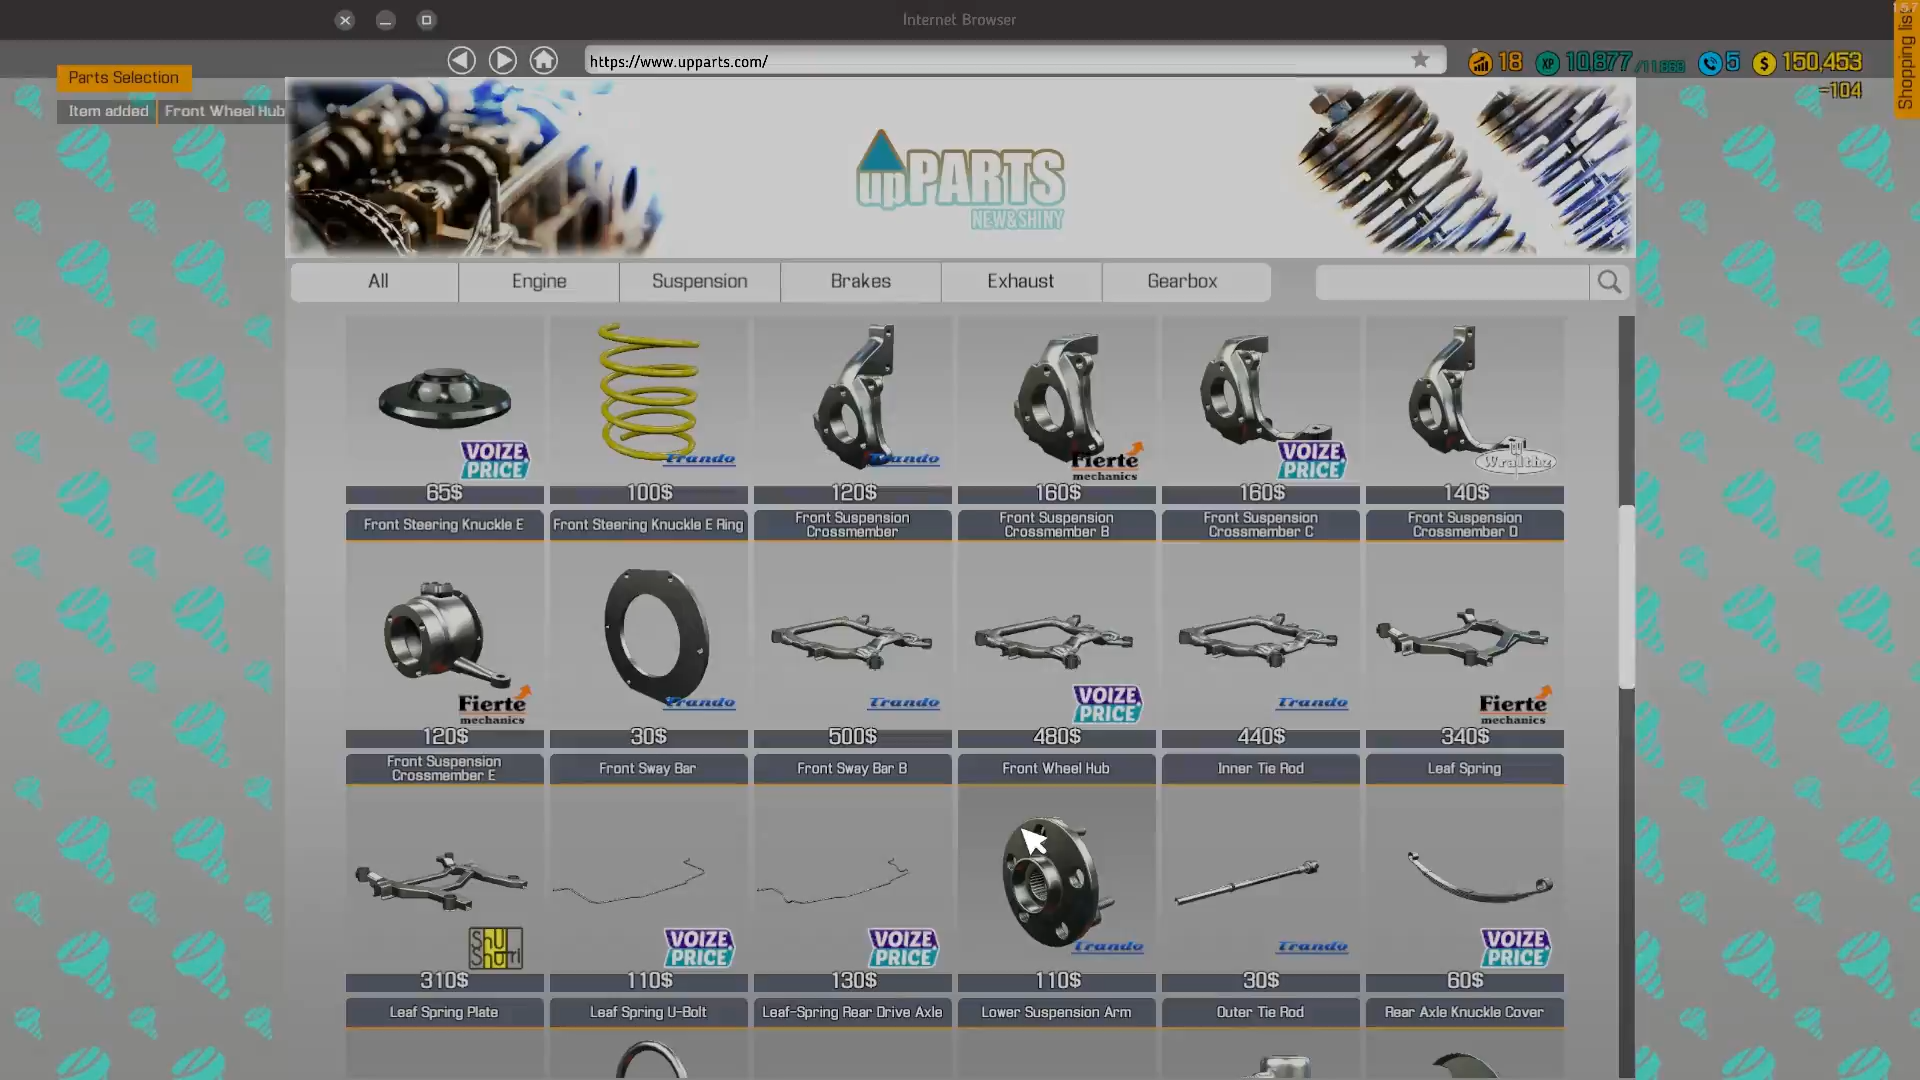 Internet Browser
https://www.upparts.com/
18
XP
10,877
5
$
150,453
-104
Shopping list
Parts Selection
Item added
Front Wheel Hub
upPARTS
NEW&SHINY
All
Engine
Suspension
Brakes
Exhaust
Gearbox
VOIZE
PRICE
Trando
Trando
Fierte
mechanics
VOIZE
PRICE
Wralthz
65$
100$
120$
160$
160$
140$
Front Steering Knuckle E
Front Steering Knuckle E Ring
Front Suspension
Crossmember
Front Suspension
Crossmember B
Front Suspension
Crossmember C
Front Suspension
Crossmember D
Fierte
mechanics
Trando
Trando
VOIZE
PRICE
Trando
Fierte
mechanics
120$
30$
500$
480$
440$
340$
Front Suspension
Crossmember E
Front Sway Bar
Front Sway Bar B
Front Wheel Hub
Inner Tie Rod
Leaf Spring
VOIZE
PRICE
VOIZE
PRICE
Trando
Trando
VOIZE
PRICE
310$
110$
130$
110$
30$
60$
Leaf Spring Plate
Leaf Spring U-Bolt
Leaf-Spring Rear Drive Axle
Lower Suspension Arm
Outer Tie Rod
Rear Axle Knuckle Cover